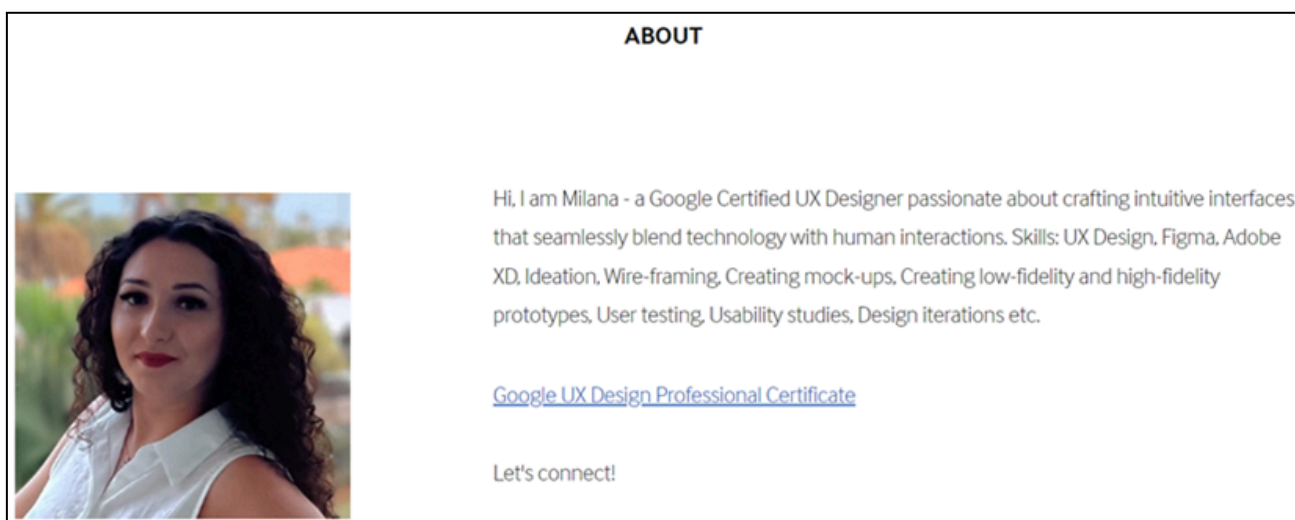 ABOUT
Hi, I am Milana - a Google Certified UX Designer passionate about crafting intuitive interfaces
that seamlessly blend technology with human interactions. Skills: UX Design, Figma, Adobe
XD, Ideation, Wire-framing, Creating mock-ups, Creating low-fidelity and high-fidelity
prototypes, User testing, Usability studies, Design iterations etc.
Google UX Design Professional Certificate
Let's connect!